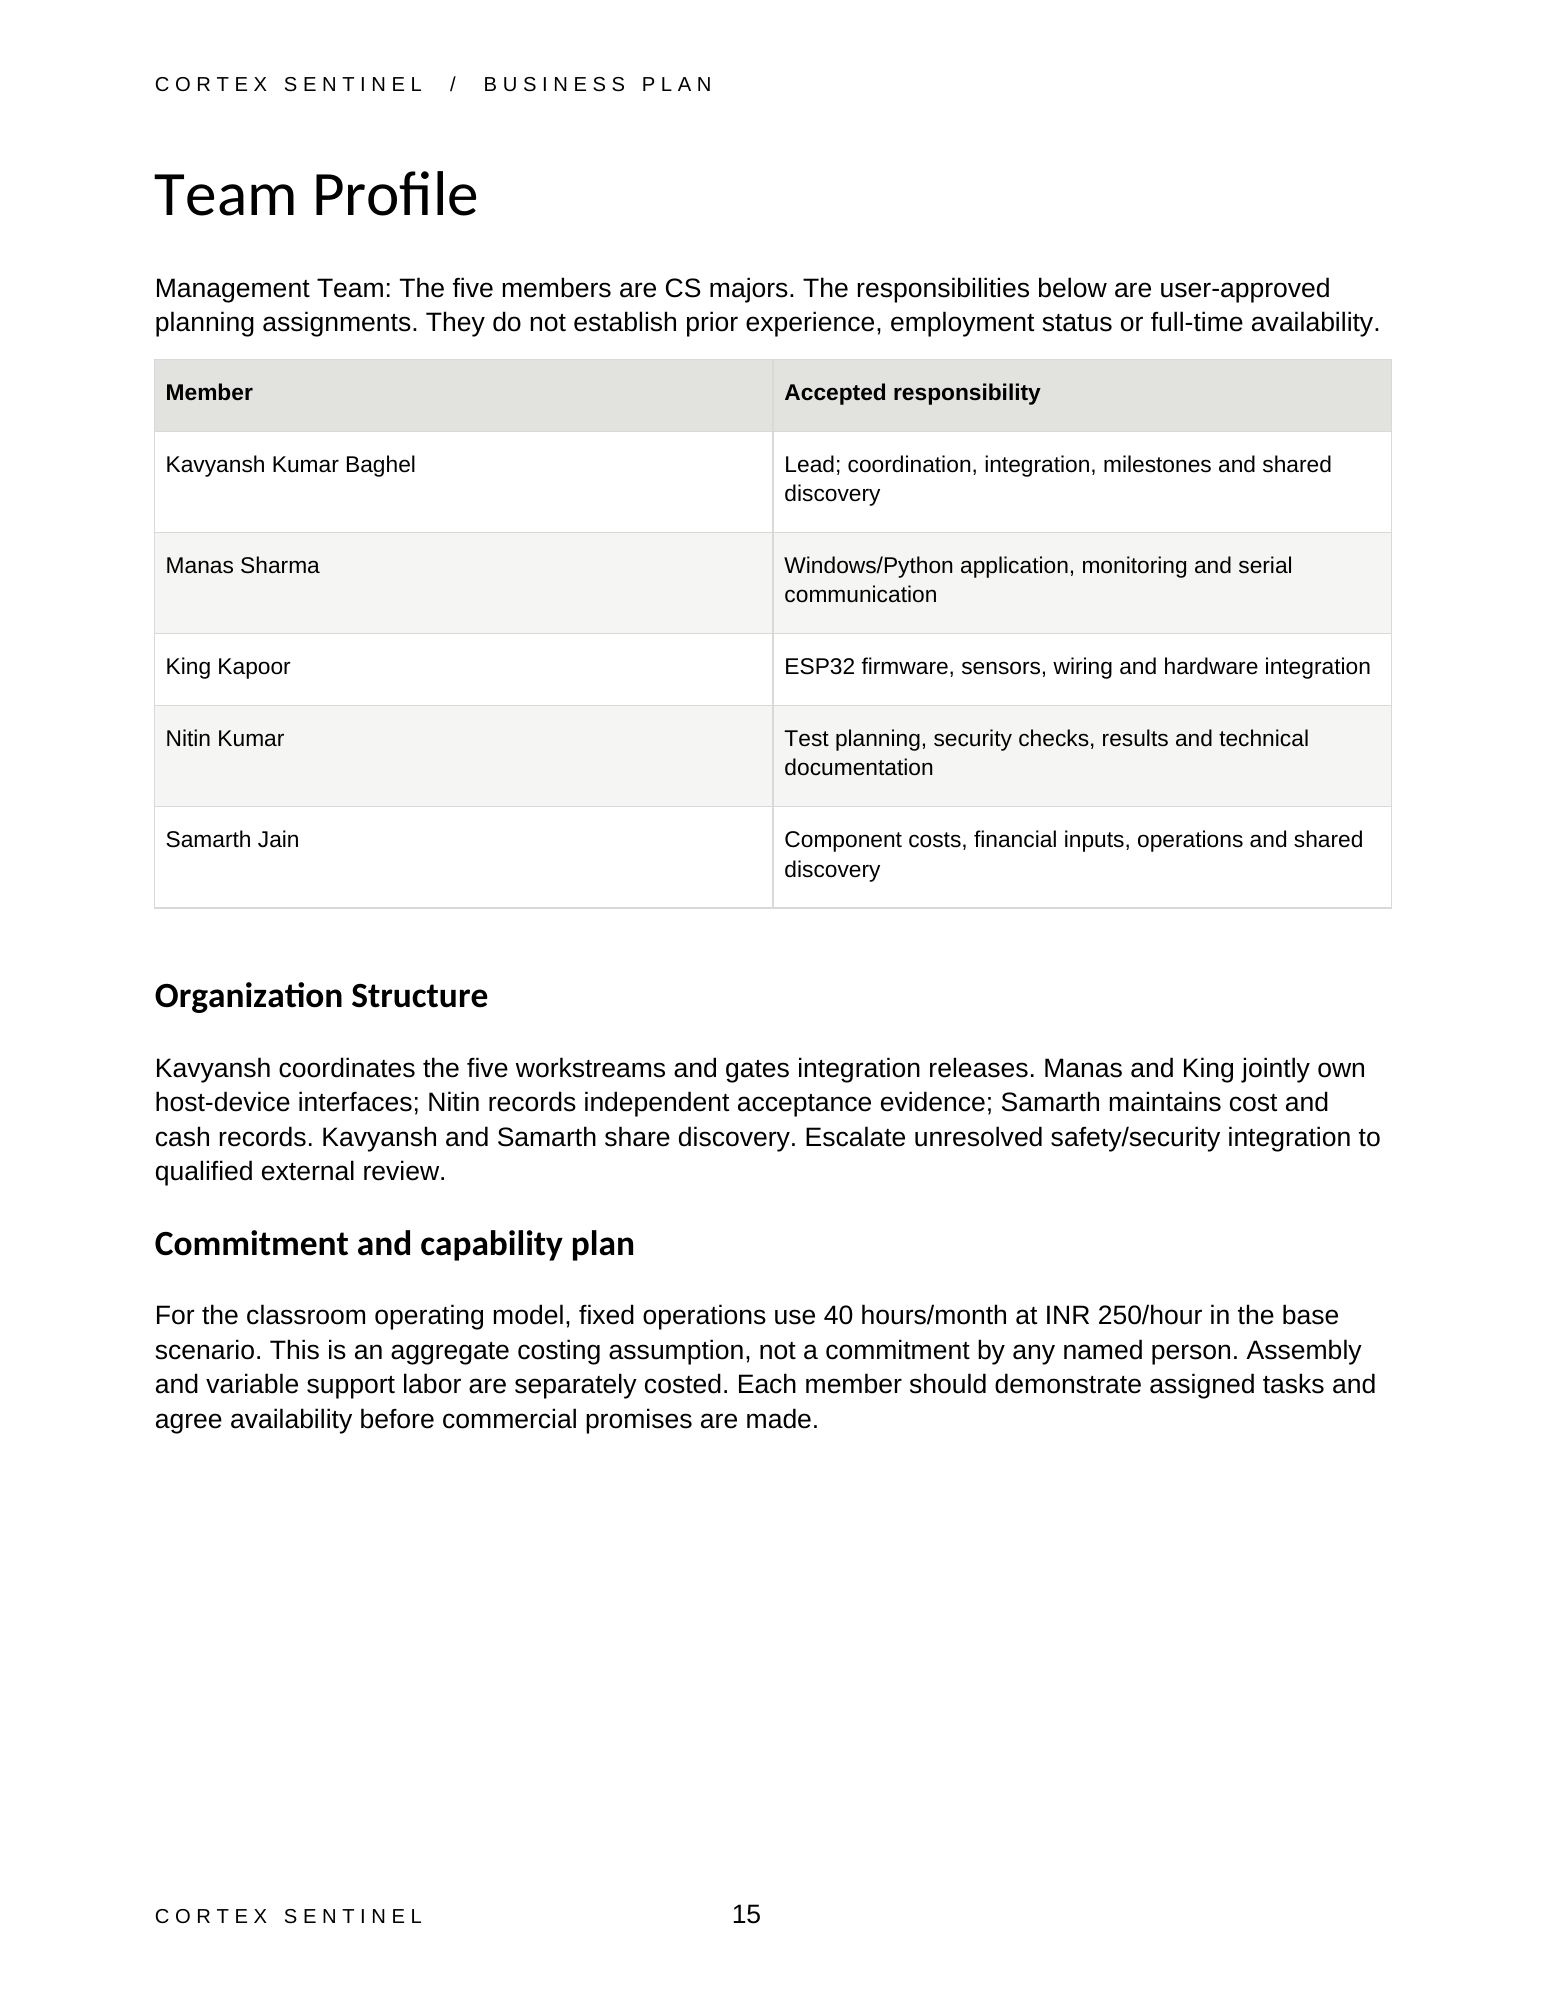 CORTEX SENTINEL / BUSINESS PLAN
Team Profile
Management Team: The five members are CS majors. The responsibilities below are user-approved
planning assignments. They do not establish prior experience, employment status or full-time availability.
Member
Accepted responsibility
Kavyansh Kumar Baghel
Lead; coordination, integration, milestones and shared
discovery
Manas Sharma
Windows/Python application, monitoring and serial
communication
King Kapoor
ESP32 firmware, sensors, wiring and hardware integration
Nitin Kumar
Test planning, security checks, results and technical
documentation
Samarth Jain
Component costs, financial inputs, operations and shared
discovery
Organization Structure
Kavyansh coordinates the five workstreams and gates integration releases. Manas and King jointly own
host-device interfaces; Nitin records independent acceptance evidence; Samarth maintains cost and
cash records. Kavyansh and Samarth share discovery. Escalate unresolved safety/security integration to
qualified external review.
Commitment and capability plan
For the classroom operating model, fixed operations use 40 hours/month at INR 250/hour in the base
scenario. This is an aggregate costing assumption, not a commitment by any named person. Assembly
and variable support labor are separately costed. Each member should demonstrate assigned tasks and
agree availability before commercial promises are made.
CORTEX SENTINEL
15